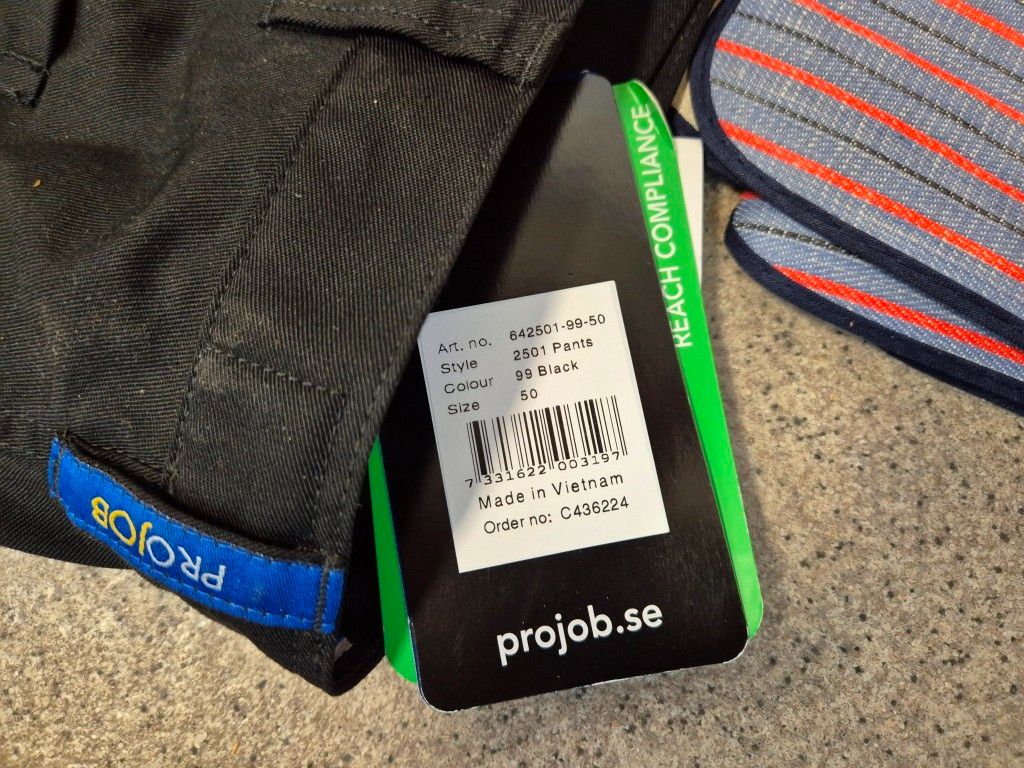 REACH COMPLIANCE
Art. no. 642501-99-50
Style 2501 Pants
Colour 99 Black
Size 50
7 331622 003197
Made in Vietnam
Order no: C436224
projob.se
PROJOB